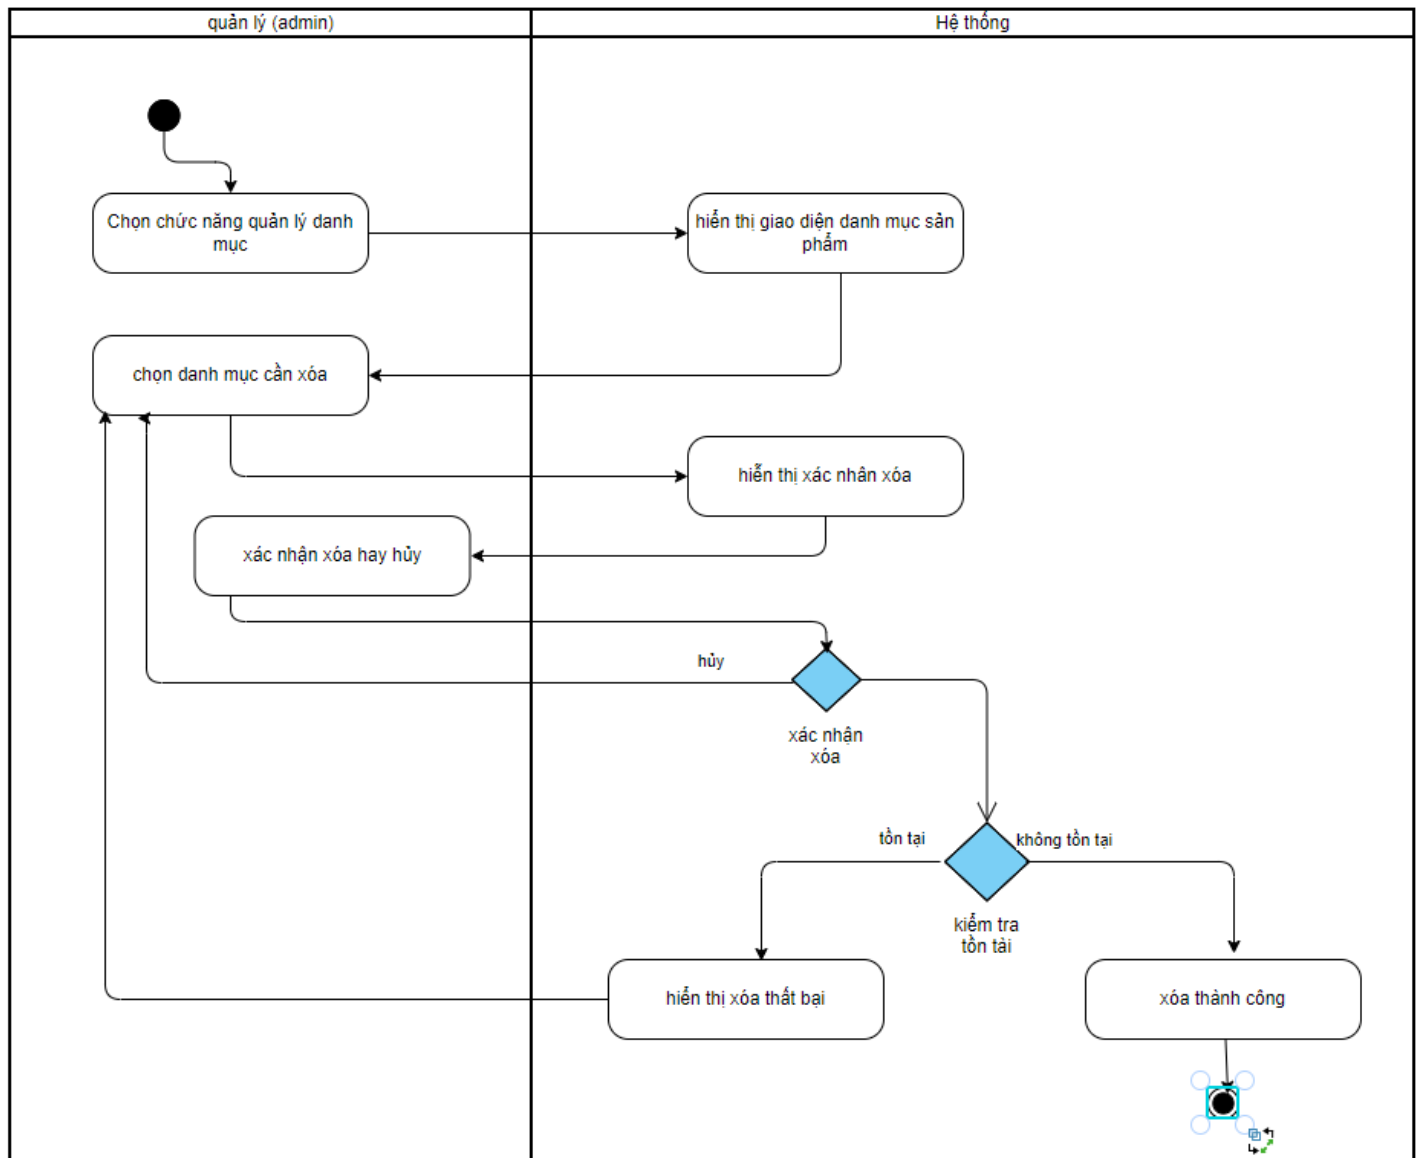 quản lý (admin)
Hệ thống
Chọn chức năng quản lý danh
mục
hiển thị giao diện danh mục sản
phẩm
chọn danh mục cần xóa
hiễn thị xác nhân xóa
xác nhận xóa hay hủy
hủy
xác nhận
xóa
tồn tại
không tồn tại
kiểm tra
tồn tài
hiển thị xóa thất bại
xóa thành công